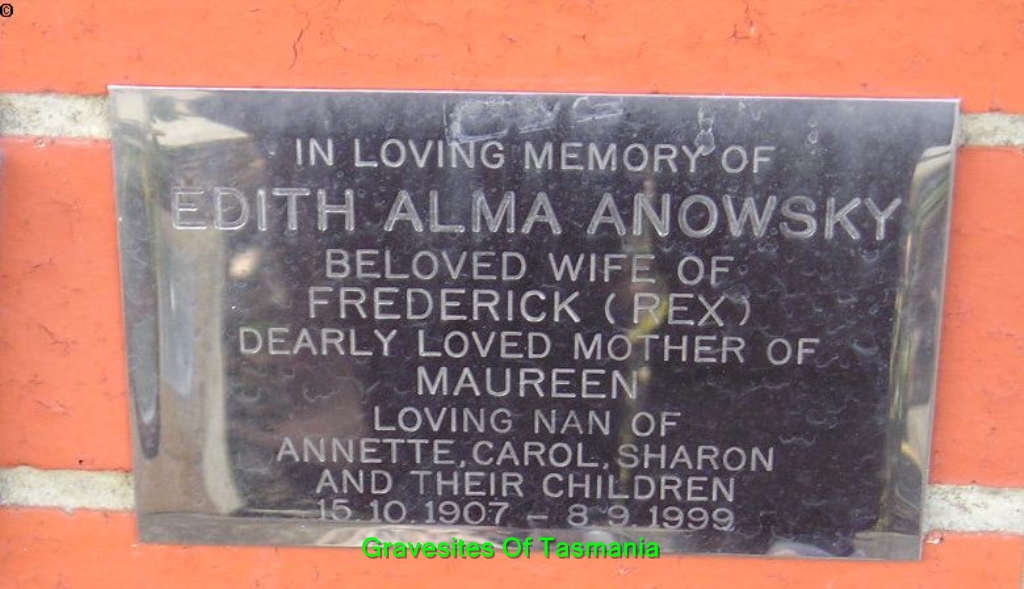 ©
IN LOVING MEMORY OF
EDITH ALMA ANOWSKY
BELOVED WIFE OF
FREDERICK (REX)
DEARLY LOVED MOTHER OF
MAUREEN
LOVING NAN OF
ANNETTE, CAROL, SHARON
AND THEIR CHILDREN
15.10.1907 – 8.9.1999
Gravesites Of Tasmania